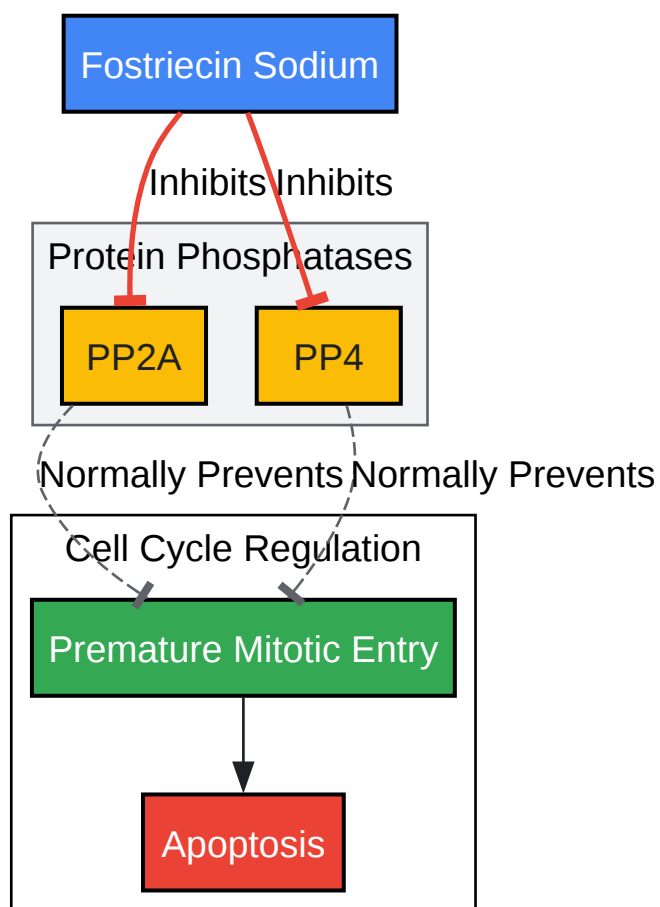 Fostriecin Sodium
Inhibits Inhibits
Protein Phosphatases
PP2A PP4
Normally Prevents Normally Prevents
Cell Cycle Regulation
Premature Mitotic Entry
Apoptosis